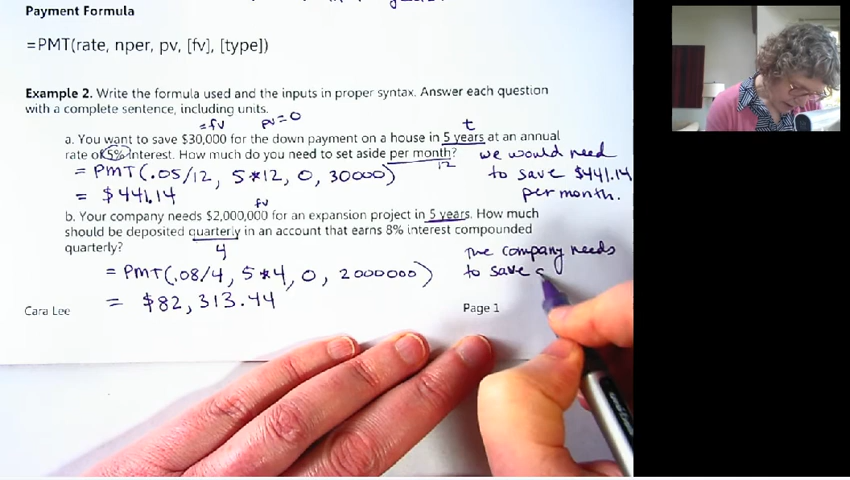 Payment Formula
=PMT(rate, nper, pv, [fv], [type])
Example 2. Write the formula used and the inputs in proper syntax. Answer each question
with a complete sentence, including units.
=fv pv=0 t
a. You want to save $30,000 for the down payment on a house in 5 years at an annual
rate of 5% interest. How much do you need to set aside per month?
12
= PMT(.05/12, 5*12, 0, 30000)
= $441.14
we would need
to save $441.14
per month.
fv
b. Your company needs $2,000,000 for an expansion project in 5 years. How much
should be deposited quarterly in an account that earns 8% interest compounded
quarterly?
4
= PMT(.08/4, 5*4, 0, 2000000)
= $82,313.44
The company needs
to save
Cara Lee
Page 1